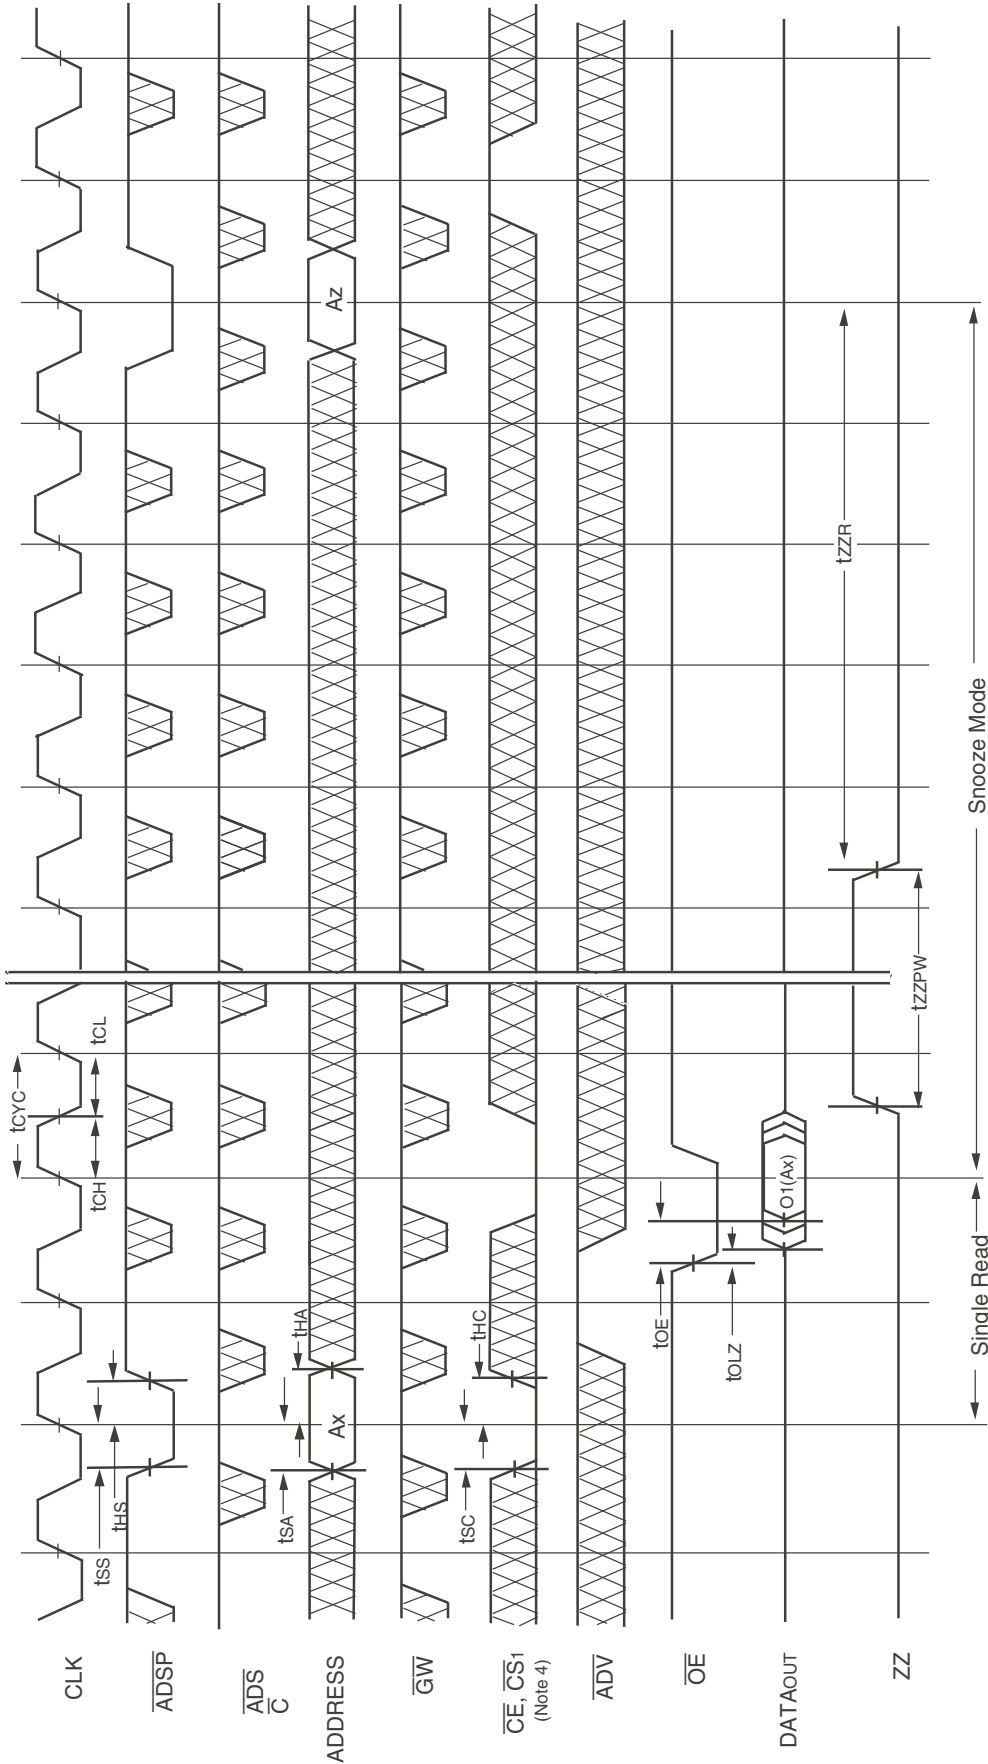 CLK
tCYC
tSS
tHS
tCH
tCL
ADSP
ADS
C
ADDRESS
tSA
tHA
Ax
Az
GW
CE, CS1
(Note 4)
tSC
tHC
ADV
OE
tOE
tOLZ
DATAOUT
O1(Ax)
ZZ
tZZPW
tZZR
Single Read
Snooze Mode